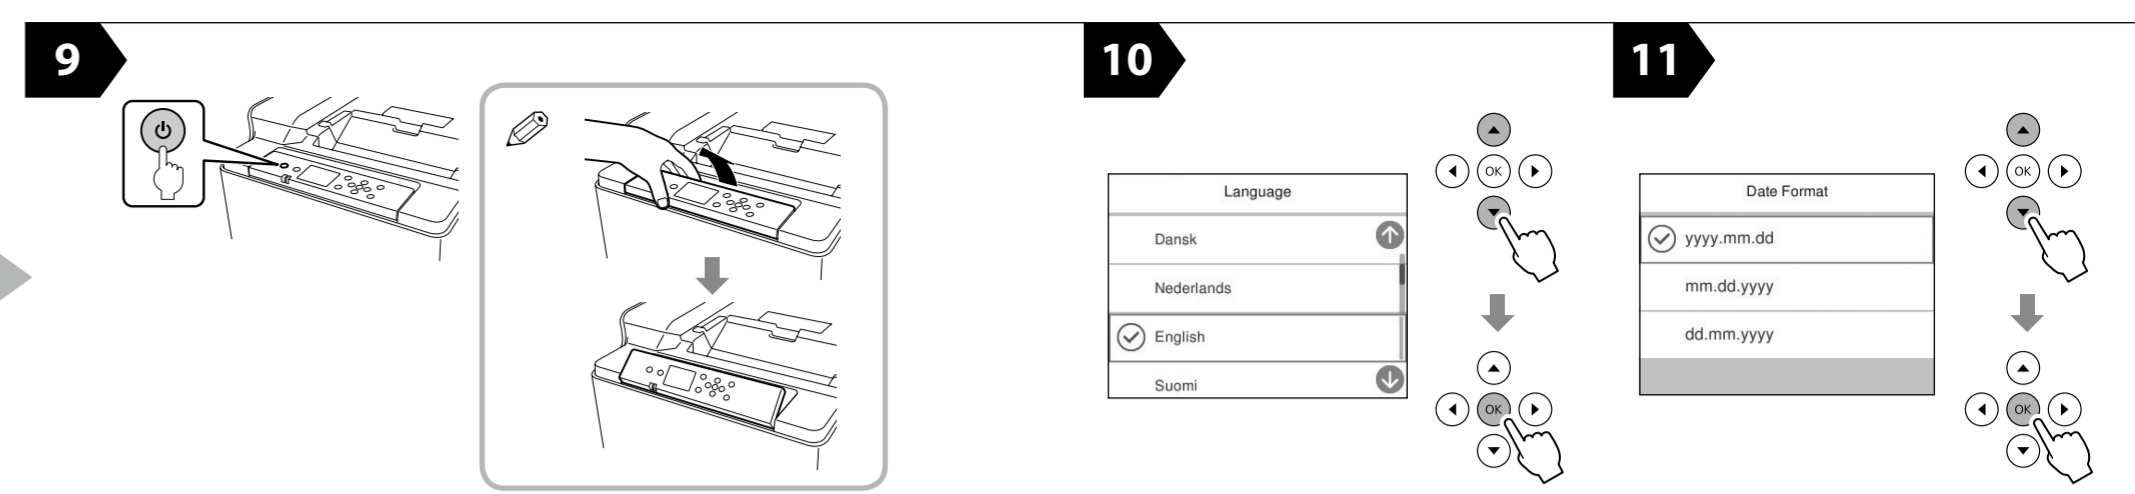 9
10
Language
Dansk
Nederlands
English
Suomi
OK
OK
11
Date Format
yyyy.mm.dd
mm.dd.yyyy
dd.mm.yyyy
OK
OK